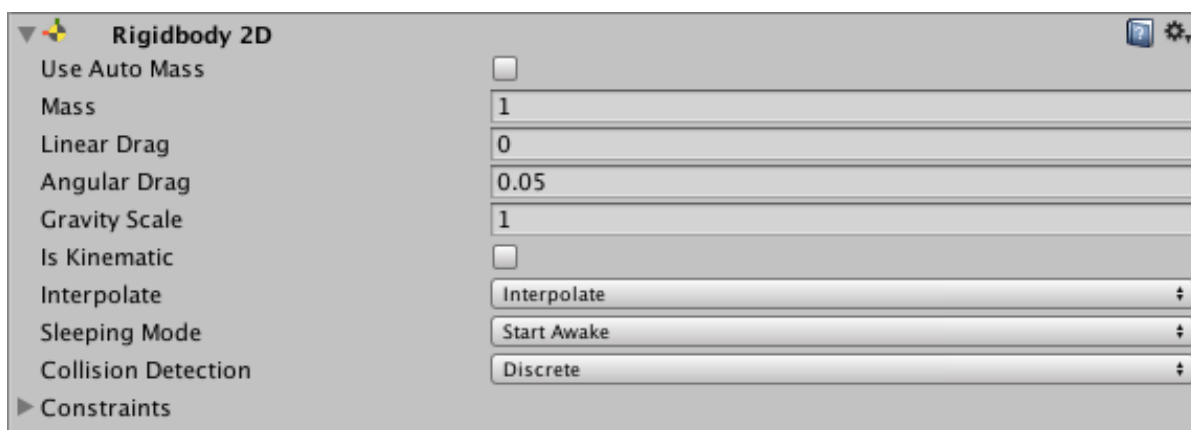 Rigidbody 2D
Use Auto Mass
Mass 1
Linear Drag 0
Angular Drag 0.05
Gravity Scale 1
Is Kinematic
Interpolate Interpolate
Sleeping Mode Start Awake
Collision Detection Discrete
Constraints